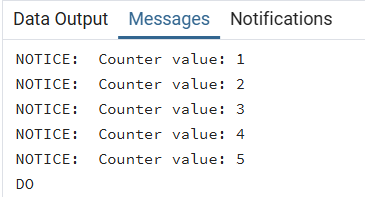 Data Output Messages Notifications
NOTICE:  Counter value: 1
NOTICE:  Counter value: 2
NOTICE:  Counter value: 3
NOTICE:  Counter value: 4
NOTICE:  Counter value: 5
DO